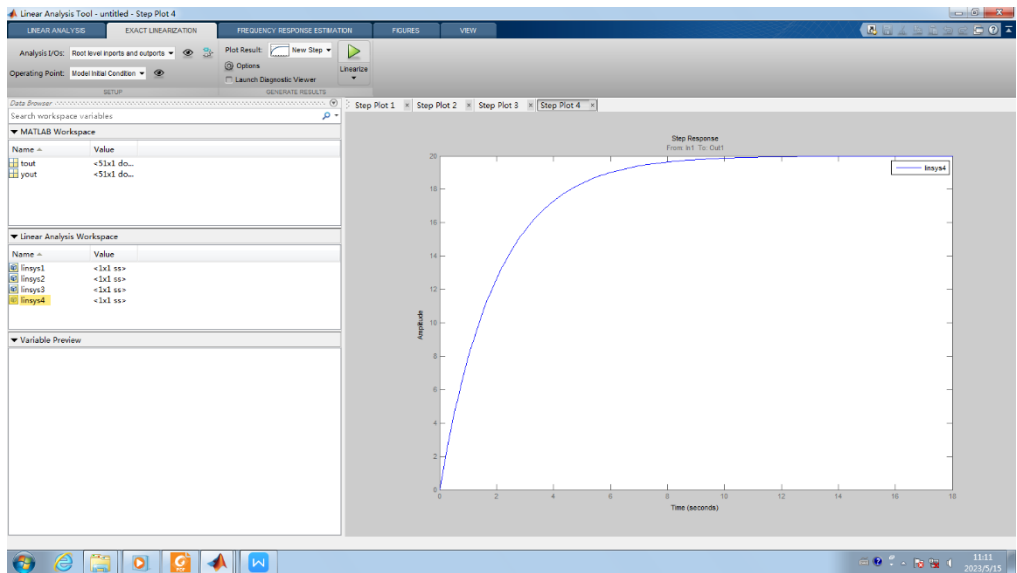 Linear Analysis Tool - untitled - Step Plot 4
LINEAR ANALYSIS EXACT LINEARIZATION FREQUENCY RESPONSE ESTIMATION FIGURES VIEW
Analysis I/Os: Root level inports and outports
Operating Point: Model Initial Condition
Plot Result: New Step
Options
Launch Diagnostic Viewer
Linearize
SETUP GENERATE RESULTS
Data Browser
Search workspace variables
MATLAB Workspace
Name Value
tout <51x1 do...
yout <51x1 do...
Linear Analysis Workspace
Name Value
linsys1 <1x1 ss>
linsys2 <1x1 ss>
linsys3 <1x1 ss>
linsys4 <1x1 ss>
Variable Preview
Step Plot 1 Step Plot 2 Step Plot 3 Step Plot 4
Step Response
From: In1 To: Out1
linsys4
20
18
16
14
12
10
8
6
4
2
0
Amplitude
0 2 4 6 8 10 12 14 16 18
Time (seconds)
11:11
2023/5/15